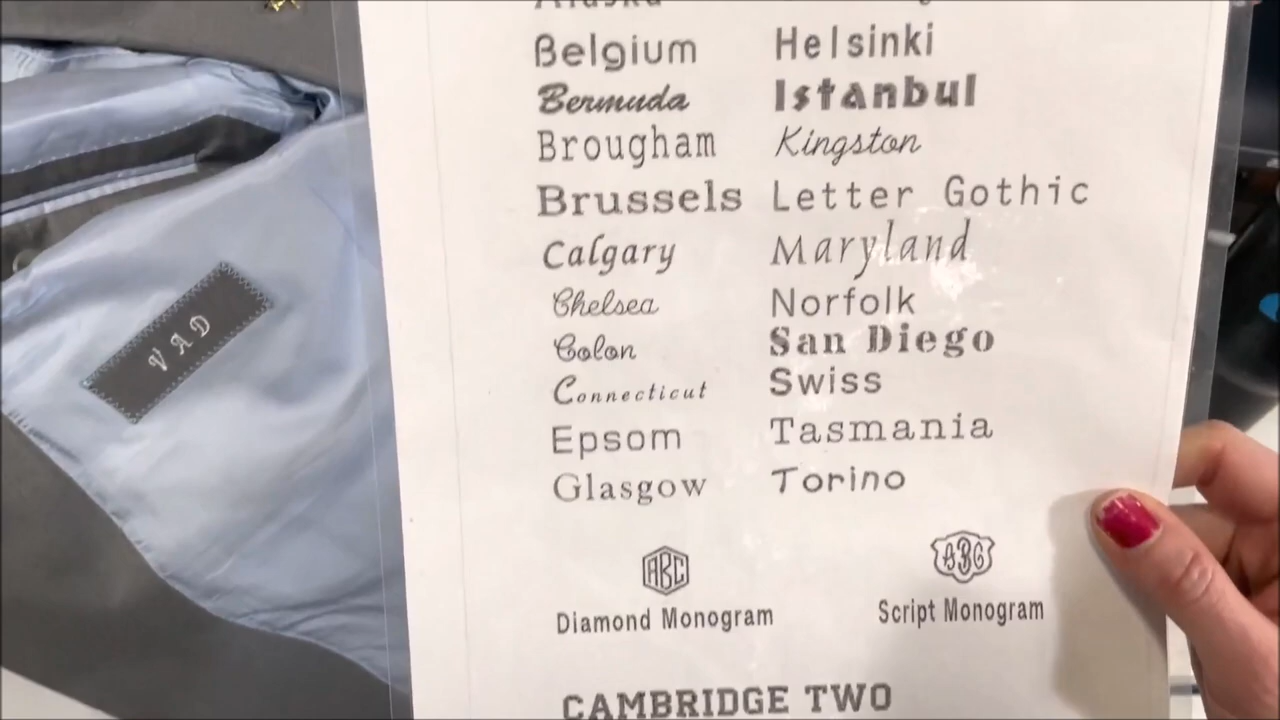 Alaska
Belgium Helsinki
Bermuda Istanbul
Brougham Kingston
Brussels Letter Gothic
Calgary Maryland
Chelsea Norfolk
Colon San Diego
Connecticut Swiss
Epsom Tasmania
Glasgow Torino
ABC ABC
Diamond Monogram Script Monogram
CAMBRIDGE TWO
VAD